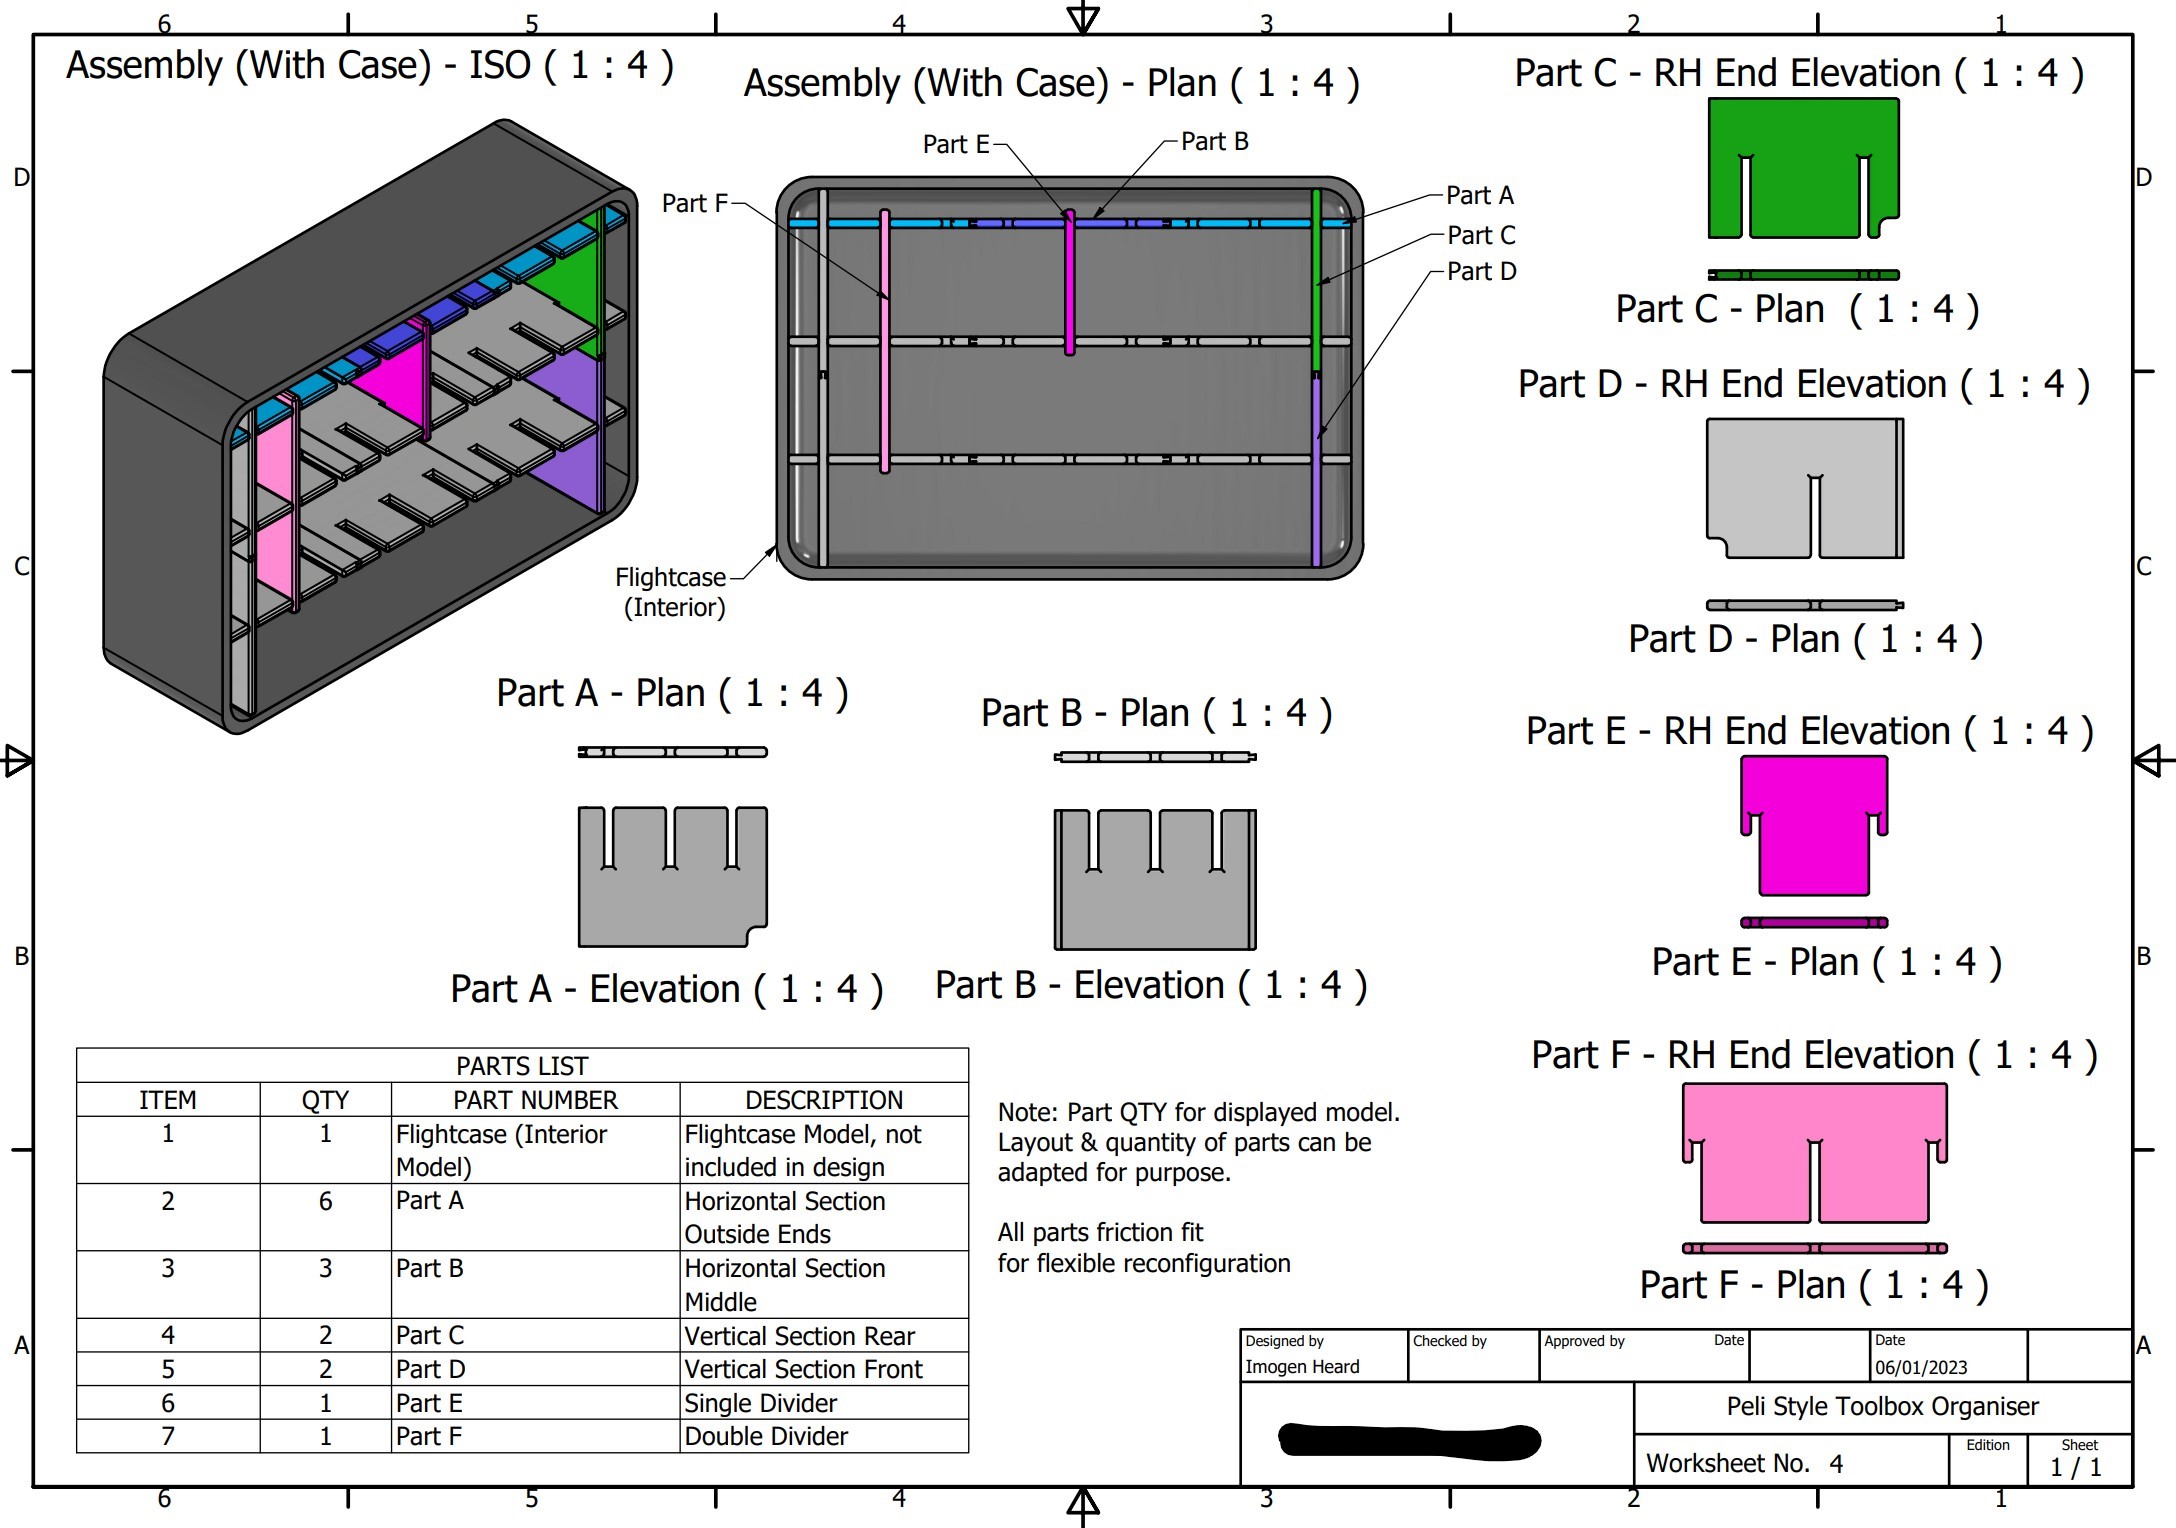 6 5 4 3 2 1
Assembly (With Case) - ISO ( 1 : 4 )
Assembly (With Case) - Plan ( 1 : 4 )
Part C - RH End Elevation ( 1 : 4 )
Part E
Part B
D
D
Part F
Part A
Part C
Part D
Part C - Plan ( 1 : 4 )
Part D - RH End Elevation ( 1 : 4 )
C
C
Flightcase
(Interior)
Part D - Plan ( 1 : 4 )
Part A - Plan ( 1 : 4 )
Part B - Plan ( 1 : 4 )
Part E - RH End Elevation ( 1 : 4 )
B
B
Part E - Plan ( 1 : 4 )
Part A - Elevation ( 1 : 4 )
Part B - Elevation ( 1 : 4 )
Part F - RH End Elevation ( 1 : 4 )
Part F - Plan ( 1 : 4 )
PARTS LIST
ITEM QTY PART NUMBER DESCRIPTION
1 1 Flightcase (Interior Flightcase Model, not
Model) included in design
2 6 Part A Horizontal Section
Outside Ends
3 3 Part B Horizontal Section
Middle
4 2 Part C Vertical Section Rear
5 2 Part D Vertical Section Front
6 1 Part E Single Divider
7 1 Part F Double Divider
Note: Part QTY for displayed model.
Layout & quantity of parts can be
adapted for purpose.
All parts friction fit
for flexible reconfiguration
A
A
Designed by Checked by Approved by Date Date
Imogen Heard 06/01/2023
Peli Style Toolbox Organiser
Worksheet No. 4
Edition
Sheet
1 / 1
6 5 4 3 2 1